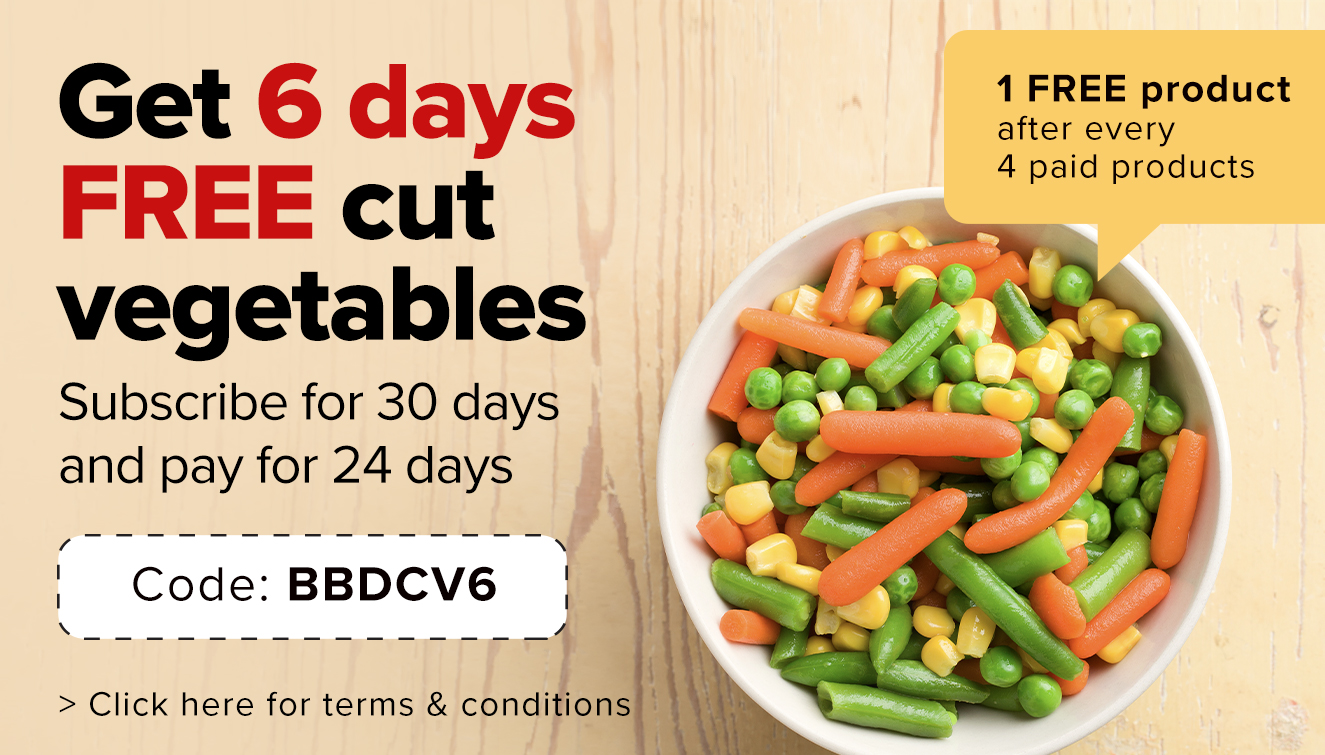 Get 6 days
FREE cut
vegetables
Subscribe for 30 days
and pay for 24 days
Code: BBDCV6
> Click here for terms & conditions
1 FREE product
after every
4 paid products